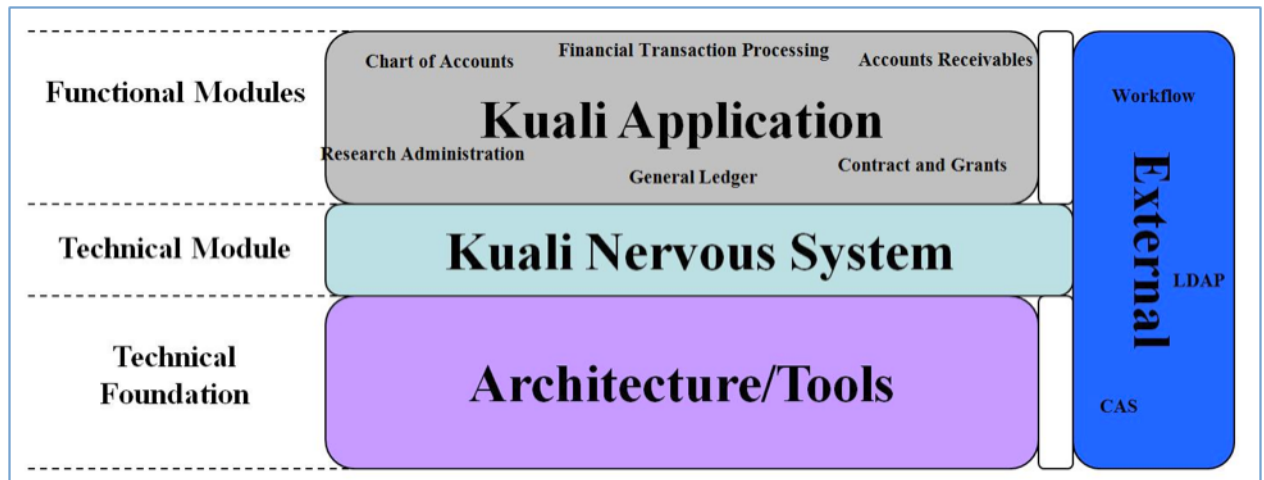 Functional Modules
Chart of Accounts
Financial Transaction Processing
Accounts Receivables
Kuali Application
Research Administration
General Ledger
Contract and Grants
Technical Module
Kuali Nervous System
Technical
Foundation
Architecture/Tools
Workflow
External
LDAP
CAS